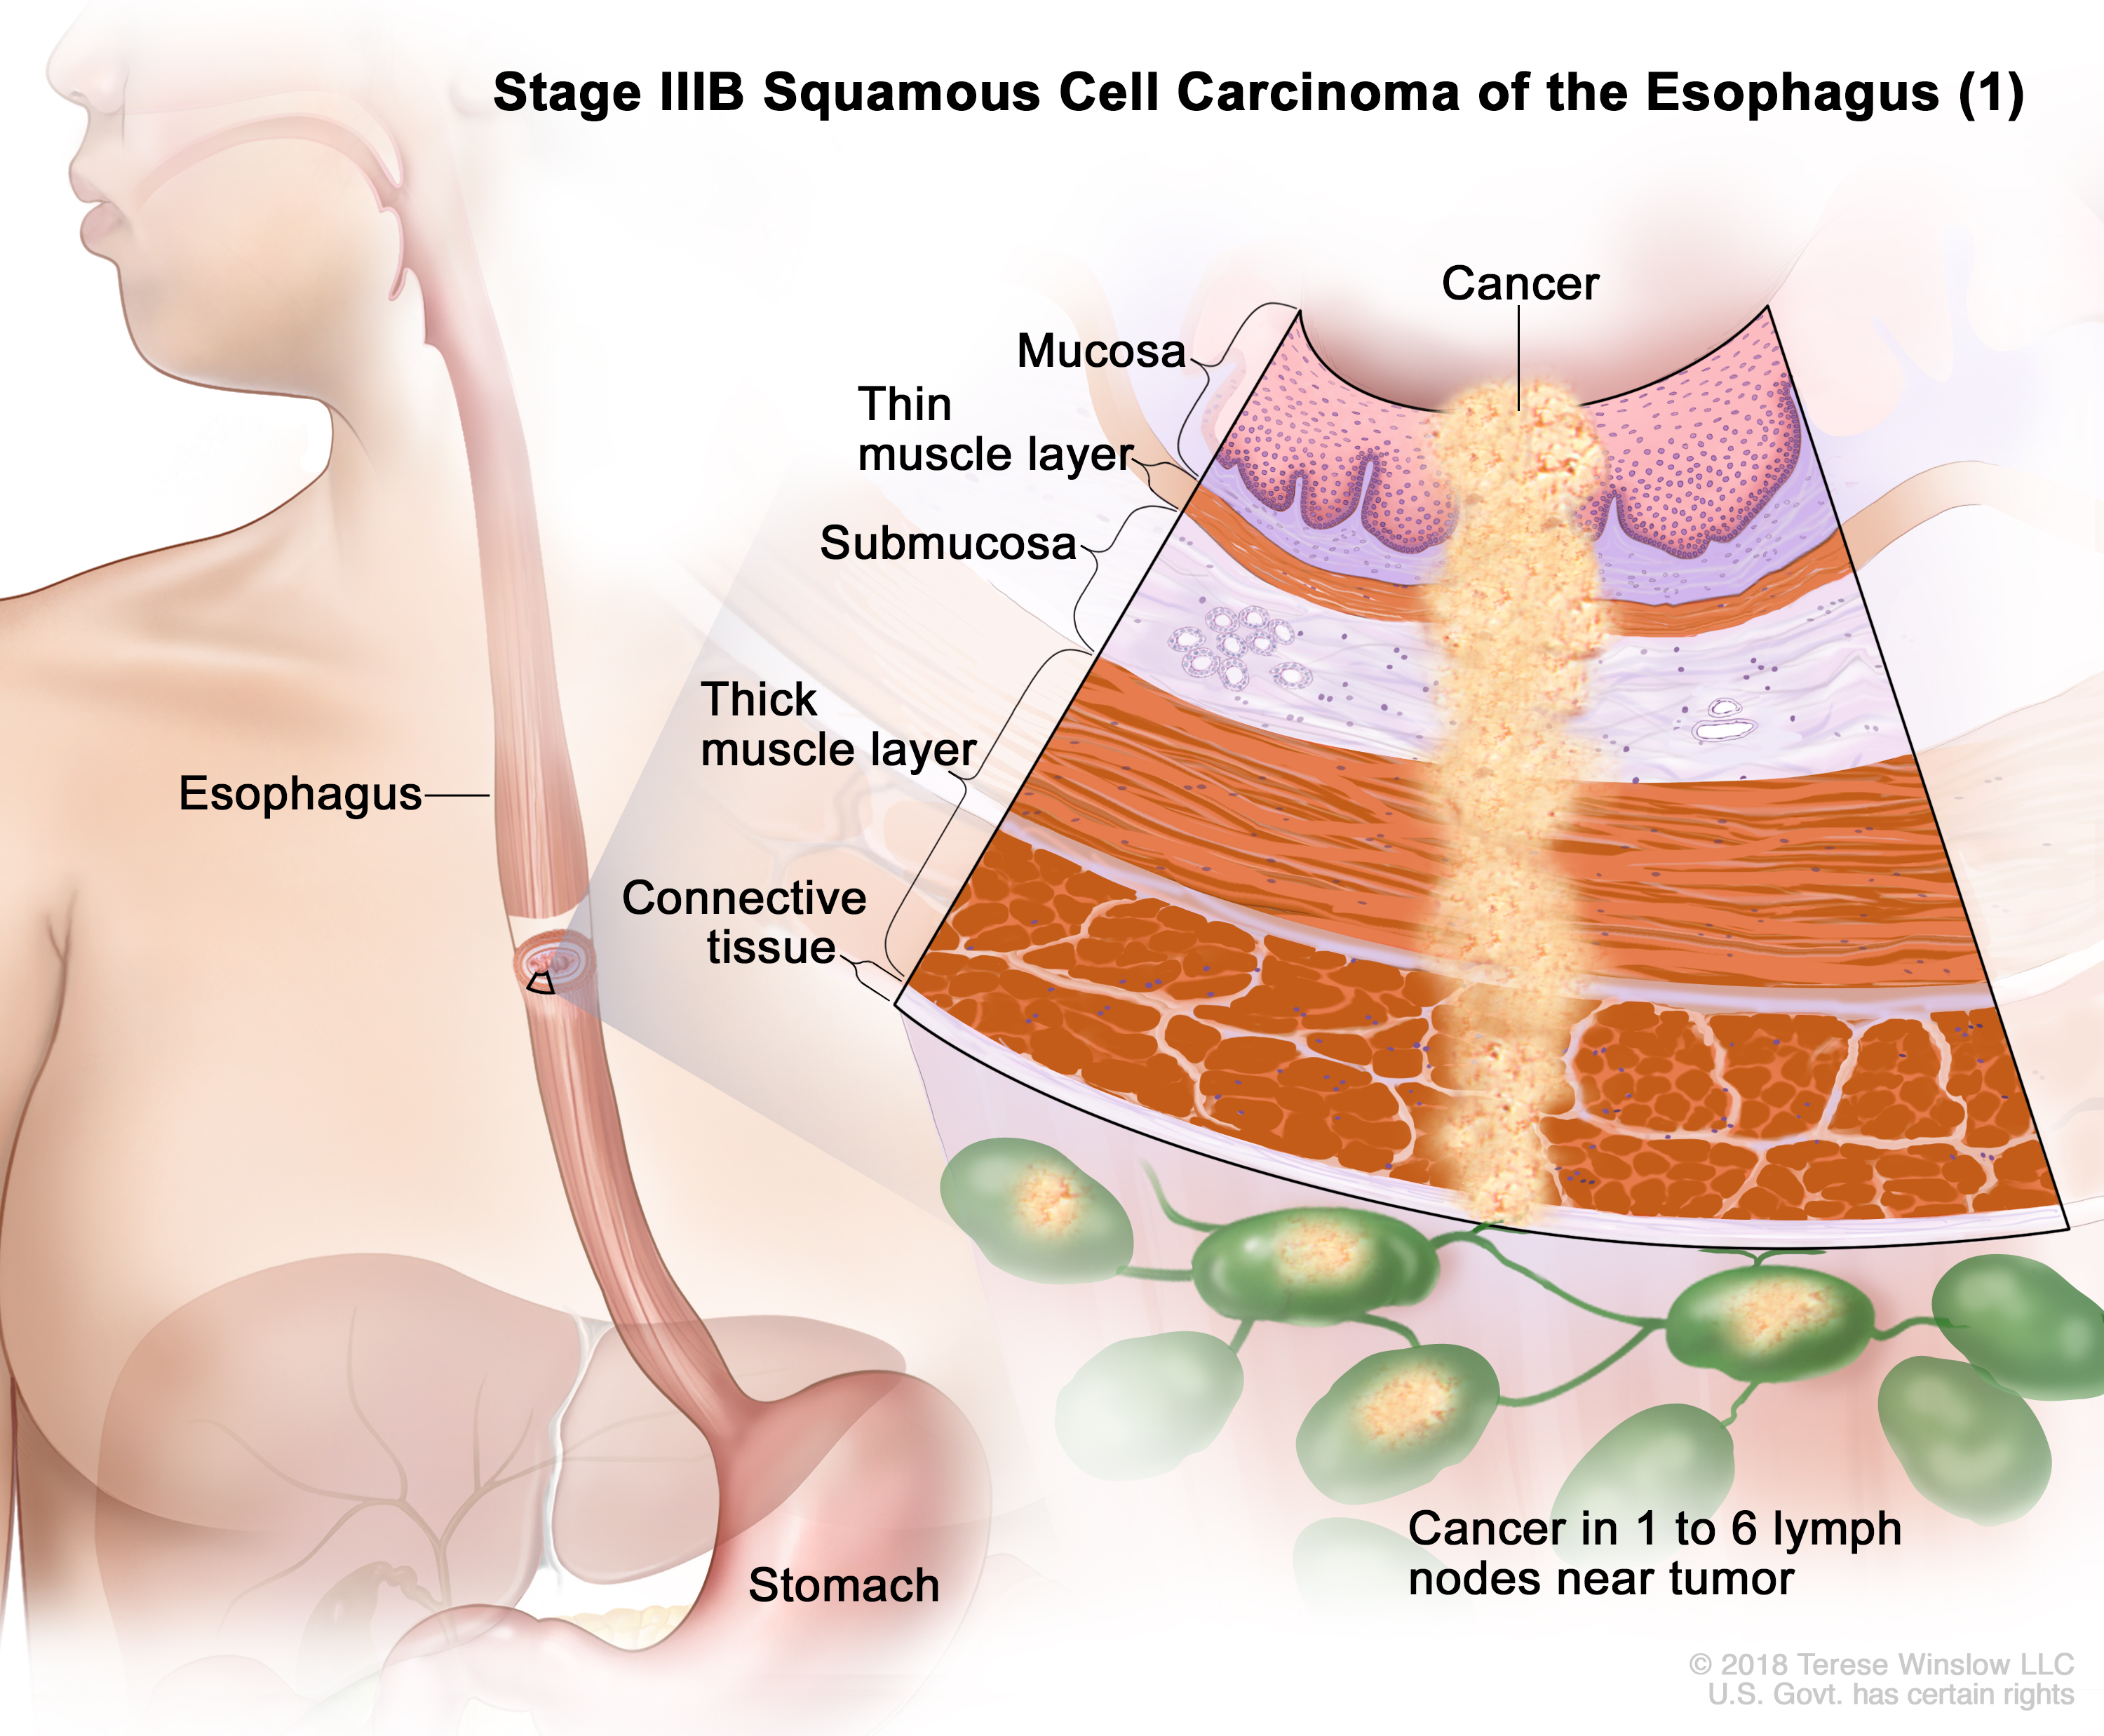 Stage IIIB Squamous Cell Carcinoma of the Esophagus (1)
Cancer
Mucosa
Thin
muscle layer
Submucosa
Thick
muscle layer
Esophagus
Connective
tissue
Cancer in 1 to 6 lymph
nodes near tumor
Stomach
© 2018 Terese Winslow LLC
U.S. Govt. has certain rights